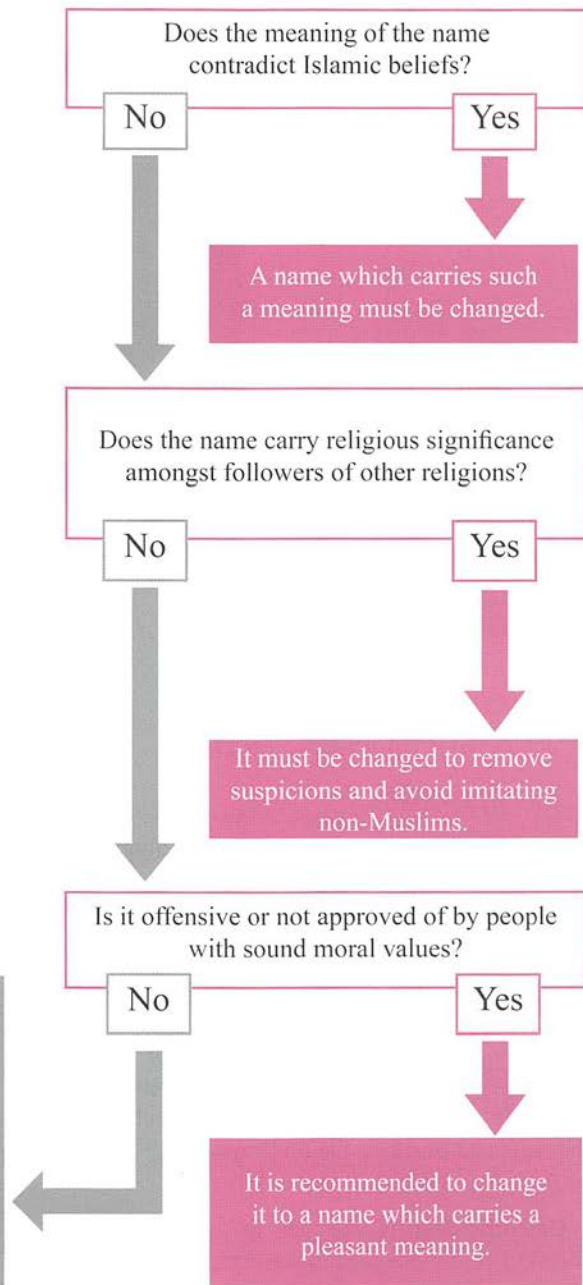 Does the meaning of the name
contradict Islamic beliefs?
No
Yes
A name which carries such
a meaning must be changed.
Does the name carry religious significance
amongst followers of other religions?
No
Yes
It must be changed to remove
suspicions and avoid imitating
non-Muslims.
Is it offensive or not approved of by people
with sound moral values?
No
Yes
It is recommended to change
it to a name which carries a
pleasant meaning.